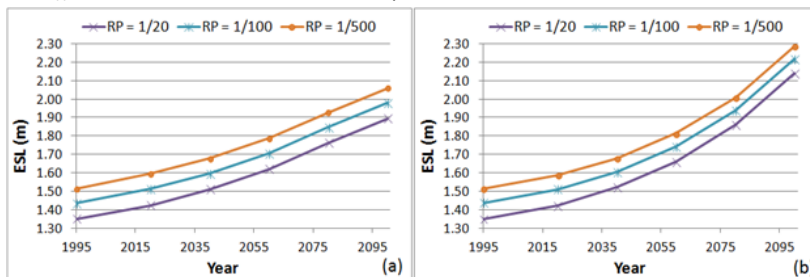 RP = 1/20 RP = 1/100 RP = 1/500
2.30
2.20
2.10
2.00
1.90
1.80
1.70
1.60
1.50
1.40
1.30
ESL (m)
1995 2015 2035 2055 2075 2095
Year
(a)
RP = 1/20 RP = 1/100 RP = 1/500
2.30
2.20
2.10
2.00
1.90
1.80
1.70
1.60
1.50
1.40
1.30
ESL (m)
1995 2015 2035 2055 2075 2095
Year
(b